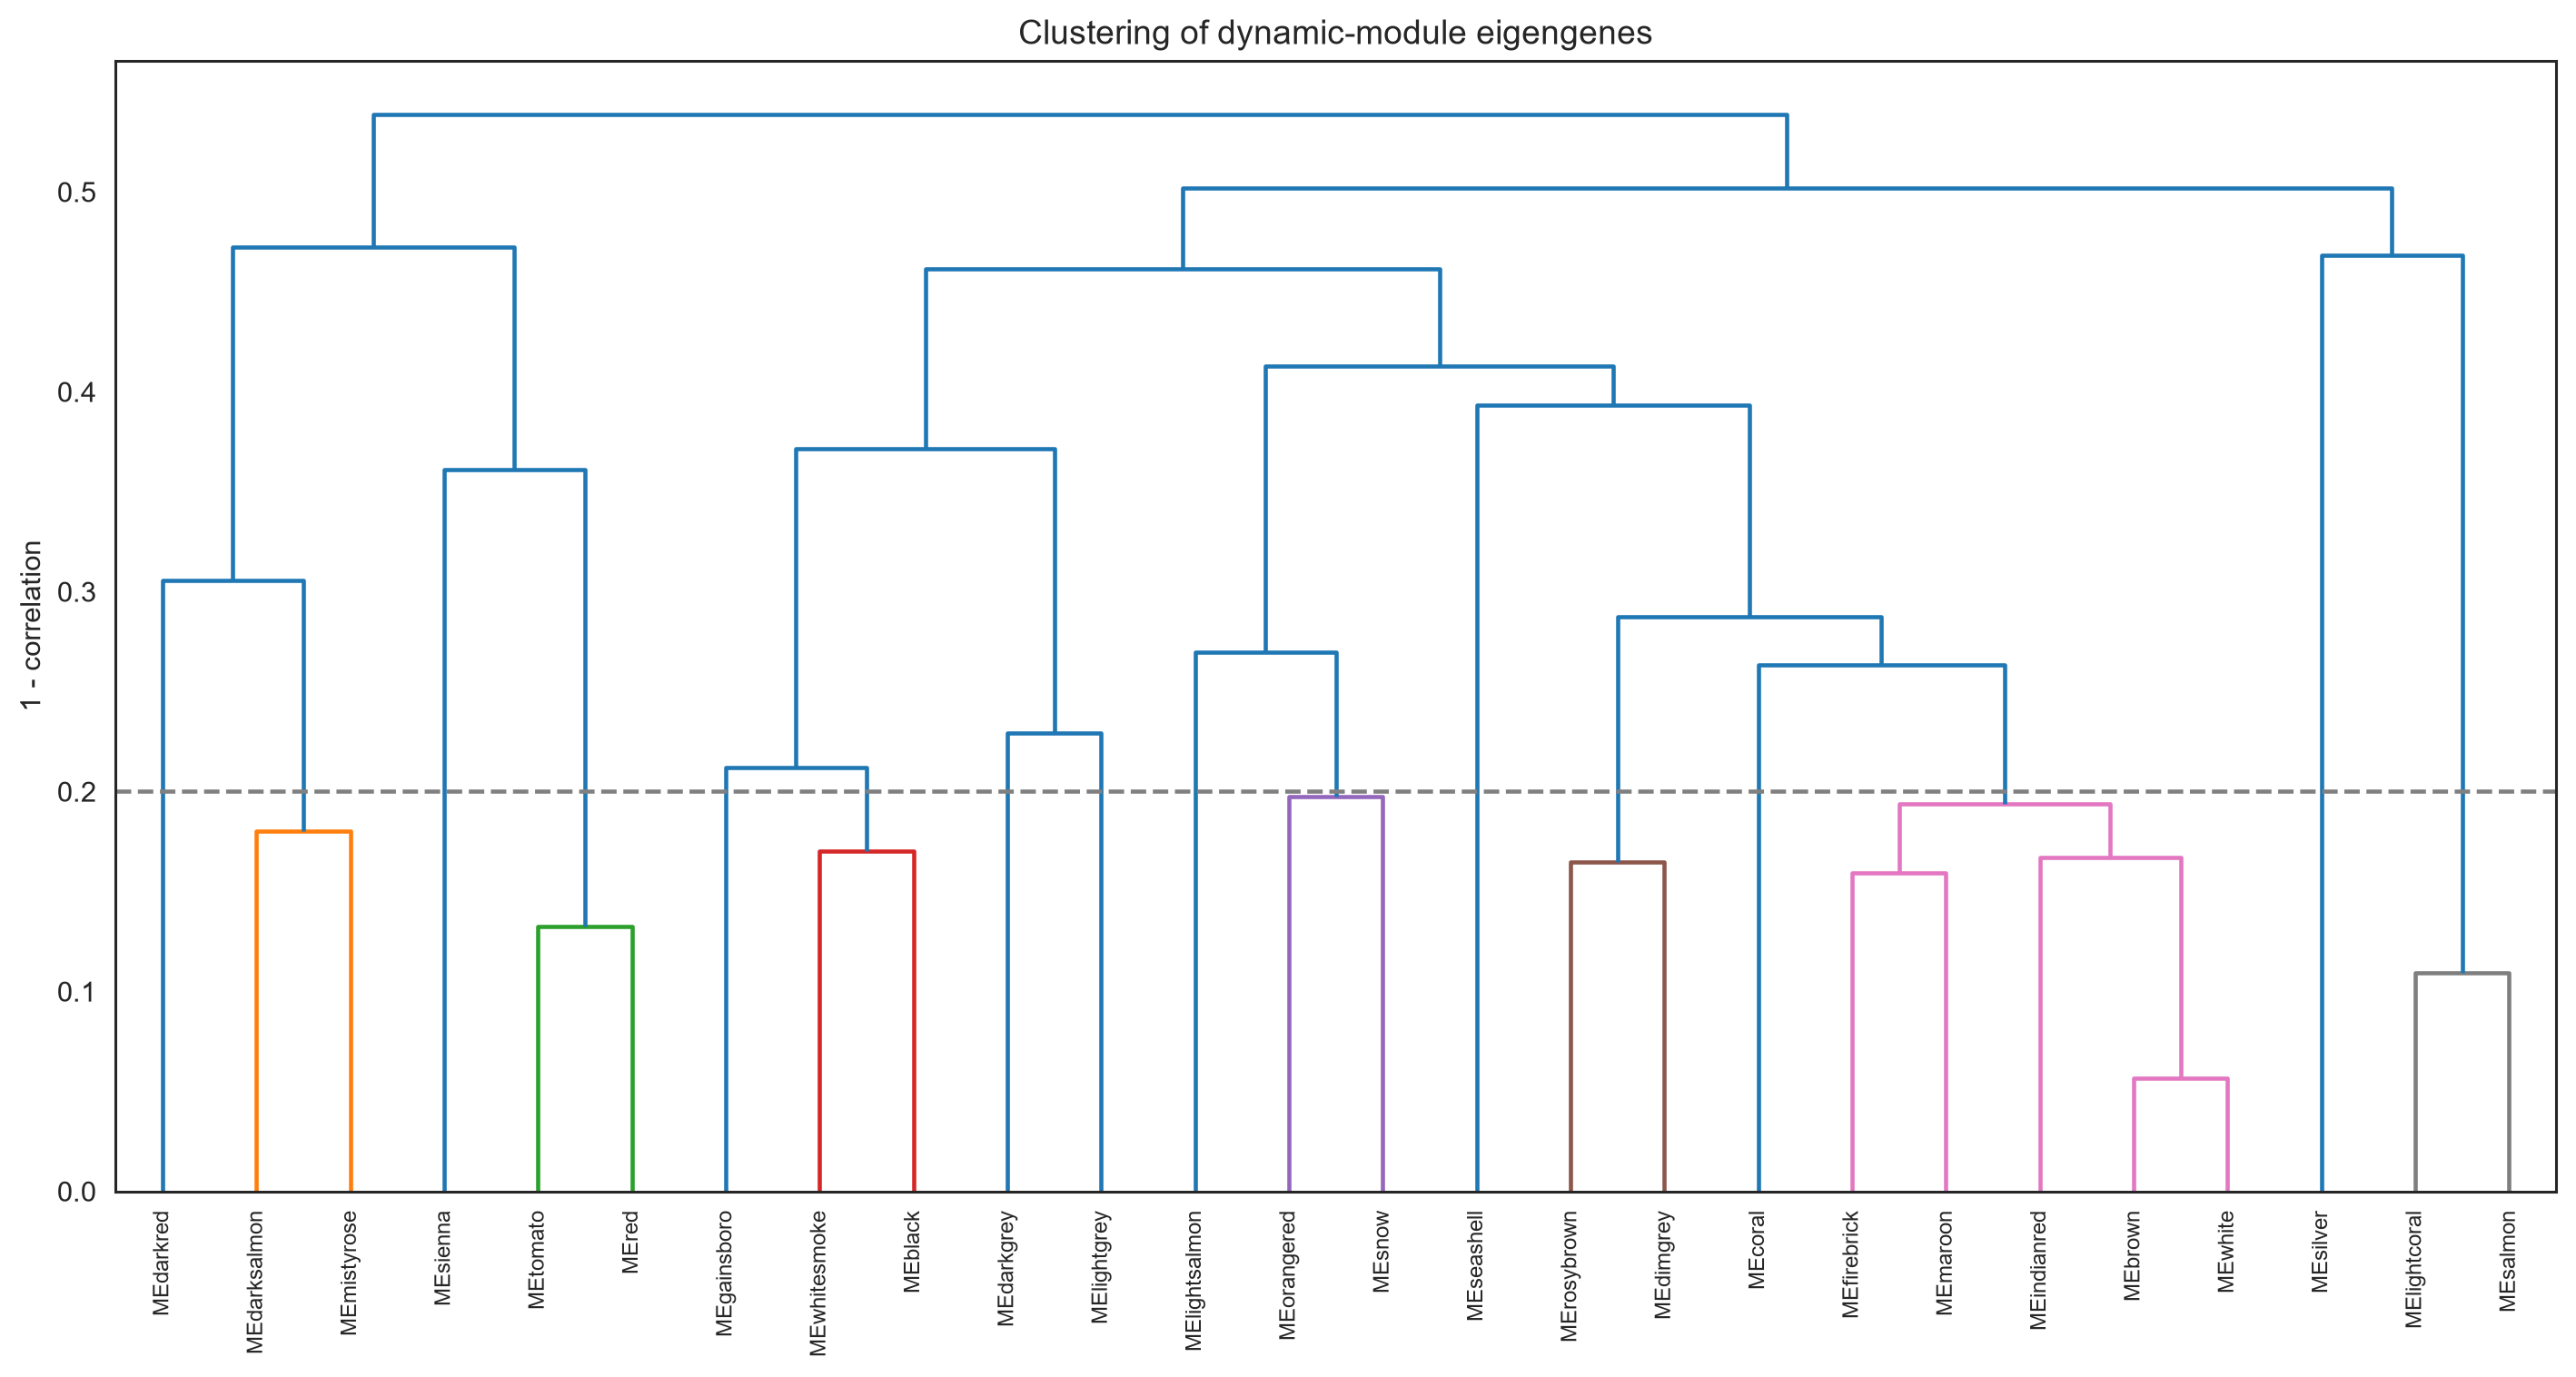 Clustering of dynamic-module eigengenes
1 - correlation
0.5
0.4
0.3
0.2
0.1
0.0
MEdarkred
MEdarksalmon
MEmistyrose
MEsienna
MEtomato
MEred
MEgainsboro
MEwhitesmoke
MEblack
MEdarkgrey
MElightgrey
MElightsalmon
MEorangered
MEsnow
MEseashell
MErosybrown
MEdimgrey
MEcoral
MEfirebrick
MEmaroon
MEindianred
MEbrown
MEwhite
MEsilver
MElightcoral
MEsalmon